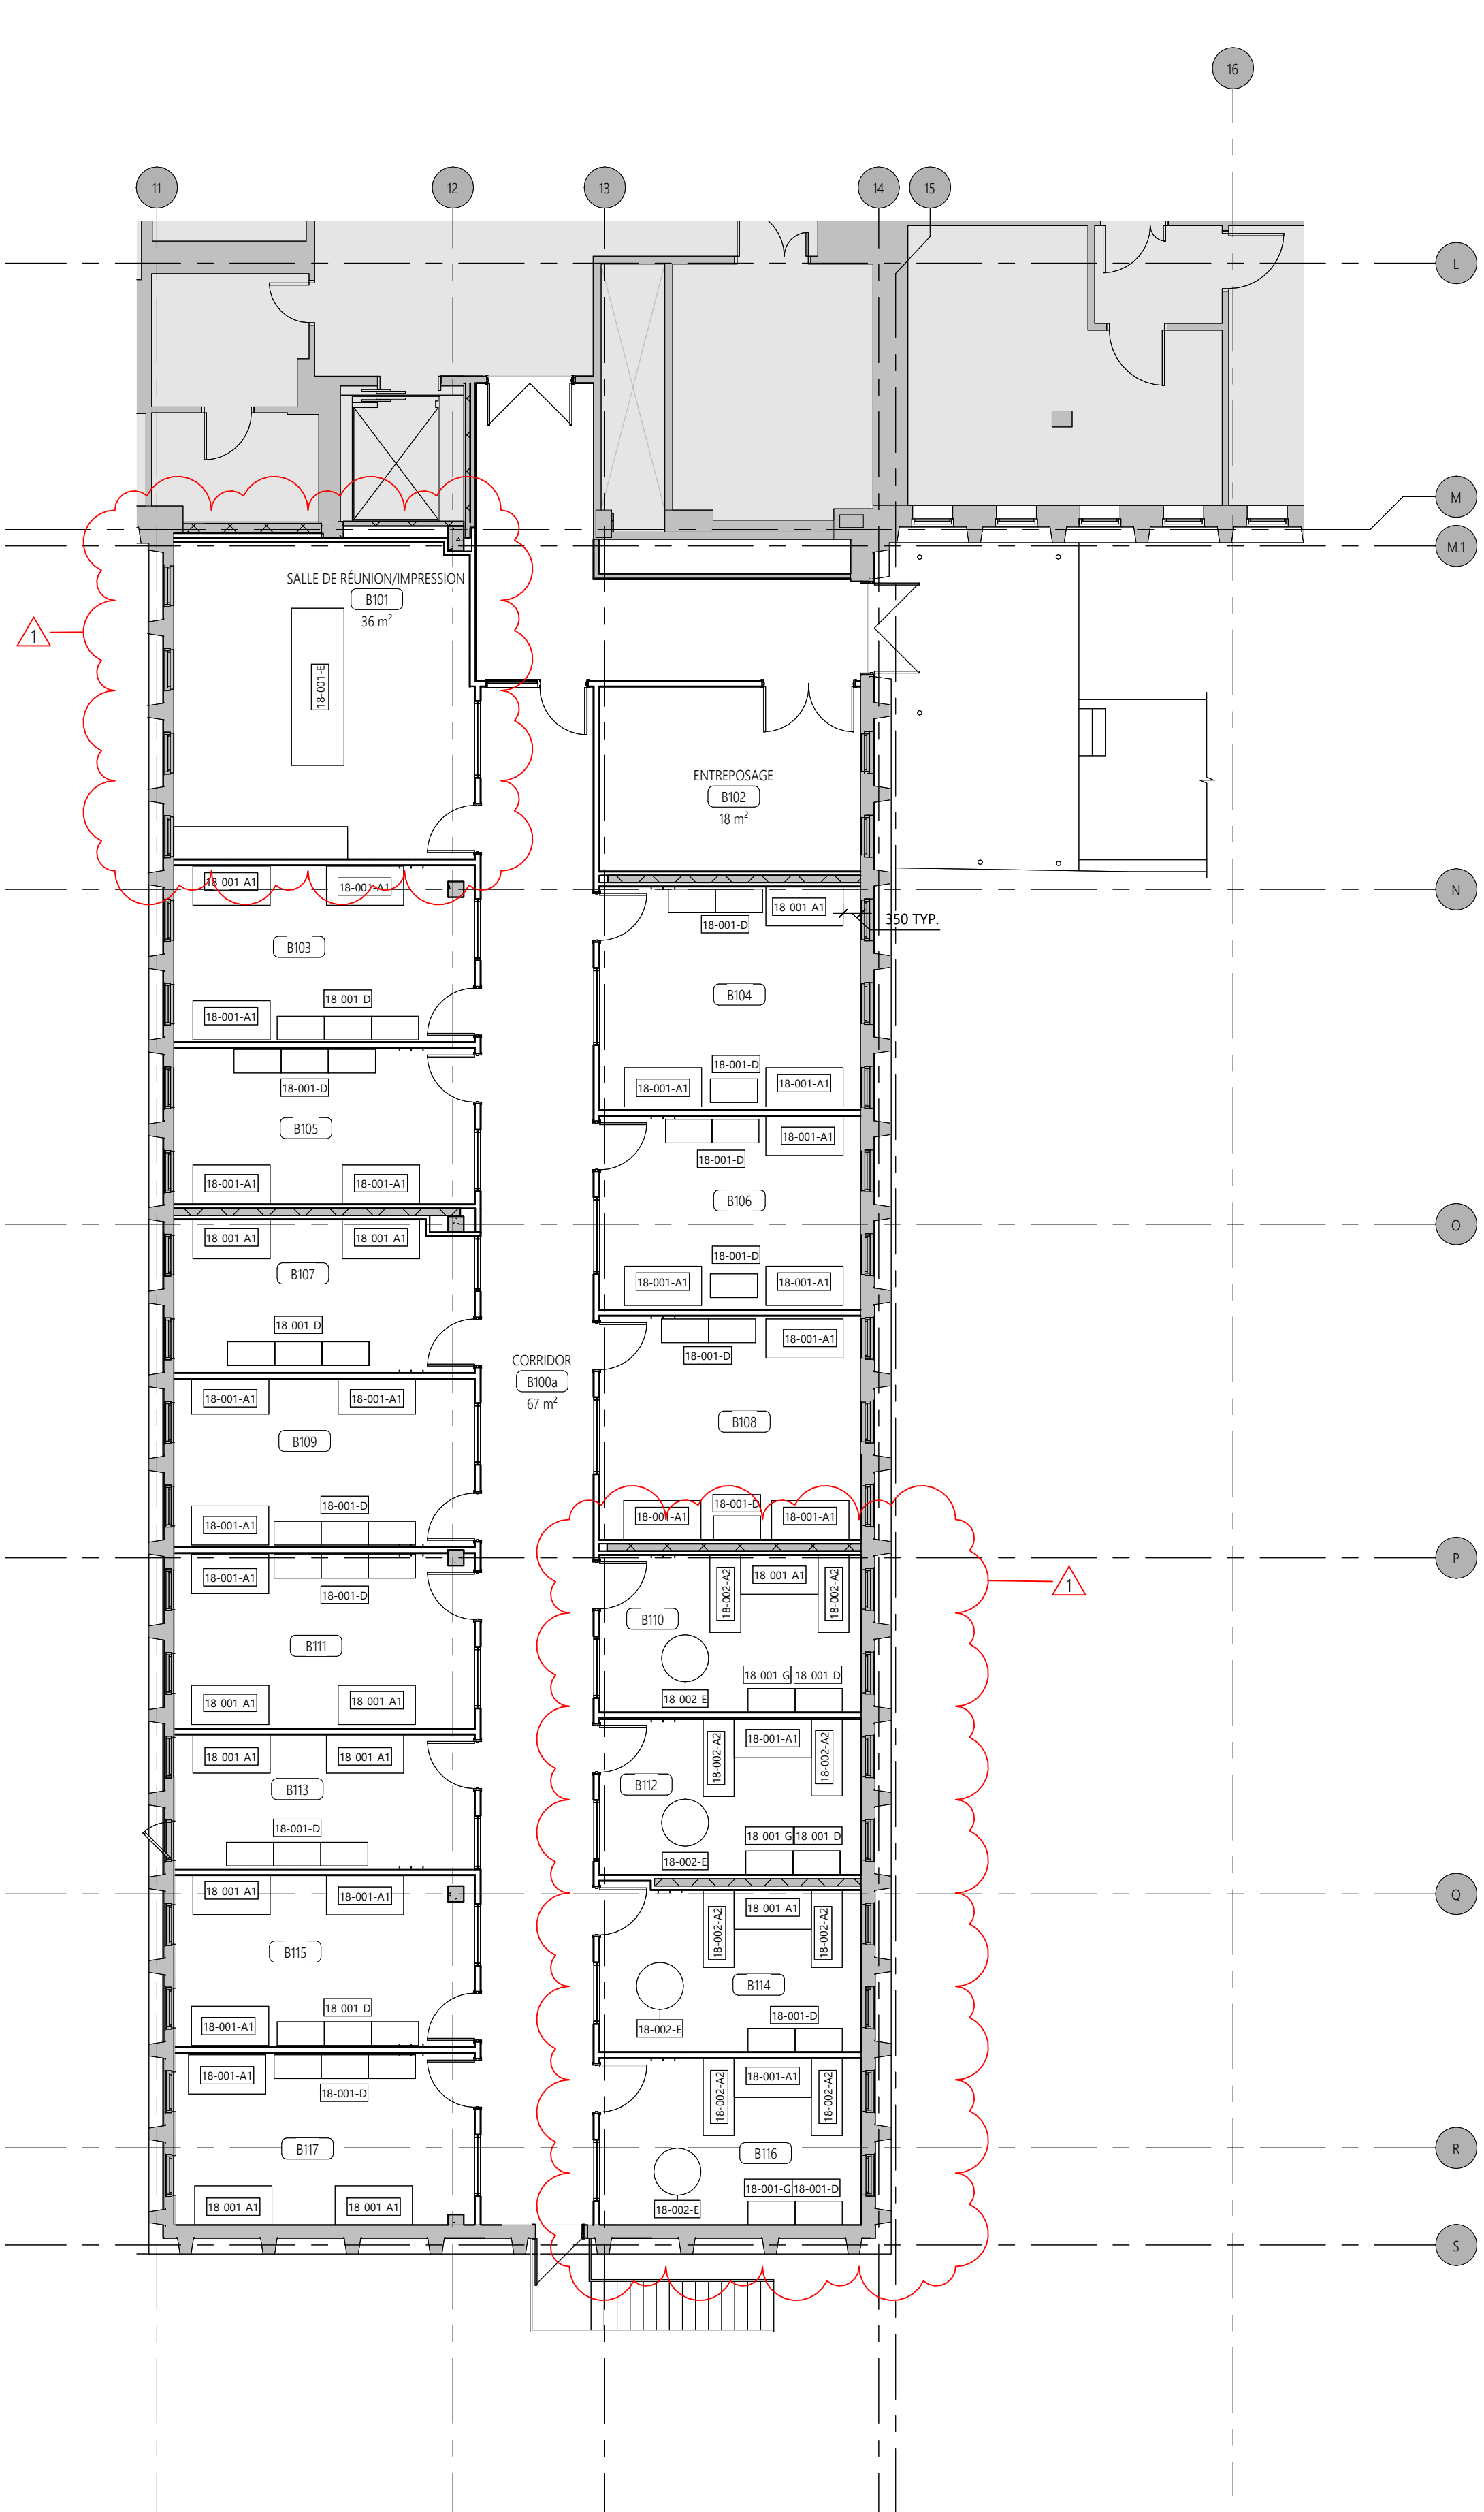 16
11
12
13
14
15
L
M
M.1
SALLE DE RÉUNION/IMPRESSION
B101
36 m²
1
18-001-E
ENTREPOSAGE
B102
18 m²
18-001-A1
18-001-A1
N
18-001-A1
350 TYP.
18-001-D
B103
B104
18-001-D
18-001-A1
18-001-D
18-001-A1
18-001-A1
18-001-D
B105
18-001-A1
18-001-D
18-001-A1
18-001-A1
B106
O
18-001-A1
18-001-A1
18-001-D
B107
18-001-A1
18-001-A1
18-001-D
18-001-A1
18-001-D
CORRIDOR
B100a
67 m²
18-001-A1
18-001-A1
B108
B109
18-001-D
18-001-A1
18-001-D
18-001-A1
18-001-A1
P
18-001-A1
18-001-D
18-002-A2
18-001-A1
18-002-A2
1
B110
B111
18-001-G
18-001-D
18-001-A1
18-001-A1
18-002-E
18-001-A1
18-001-A1
18-002-A2
18-001-A1
18-002-A2
B112
B113
18-001-D
18-001-G
18-001-D
18-002-E
18-001-A1
18-001-A1
Q
18-002-A2
18-001-A1
18-002-A2
B115
B114
18-001-D
18-001-D
18-001-A1
18-002-E
18-001-A1
18-001-D
18-002-A2
18-001-A1
18-002-A2
B117
B116
R
18-001-G
18-001-D
18-001-A1
18-001-A1
18-002-E
S